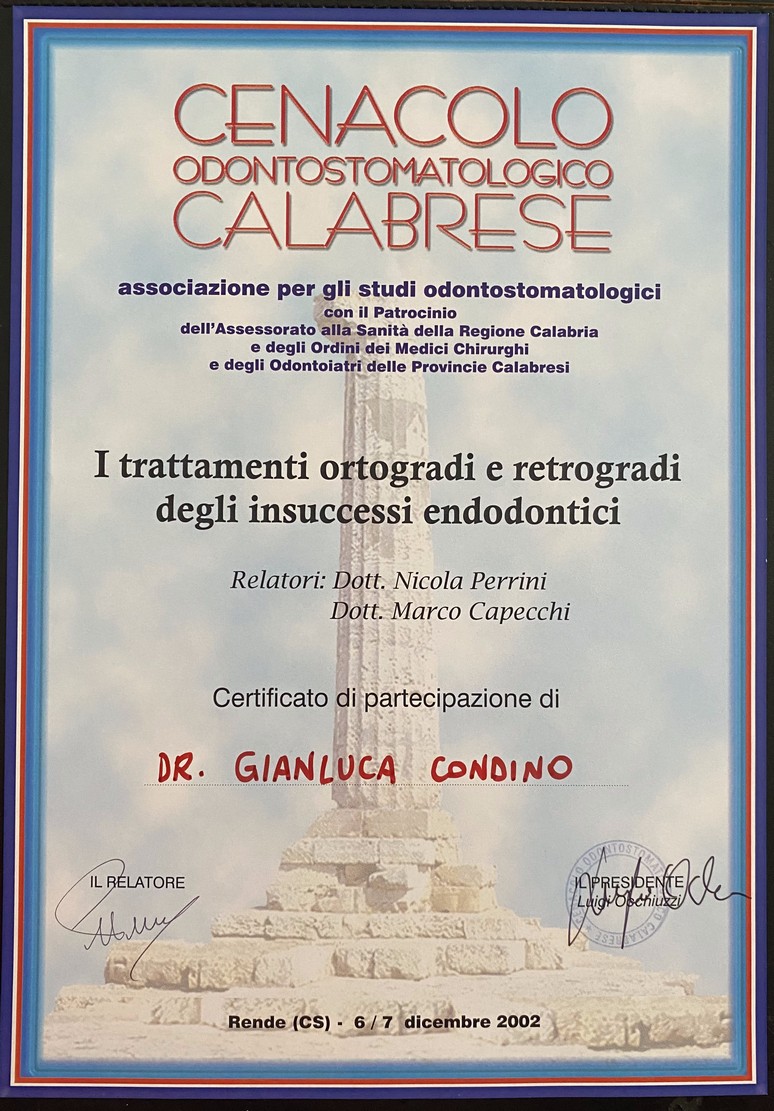 CENACOLO
ODONTOSTOMATOLOGICO
CALABRESE
associazione per gli studi odontostomatologici
con il Patrocinio
dell'Assessorato alla Sanità della Regione Calabria
e degli Ordini dei Medici Chirurghi
e degli Odontoiatri delle Provincie Calabresi
I trattamenti ortogradi e retrogradi
degli insuccessi endodontici
Relatori: Dott. Nicola Perrini
Dott. Marco Capecchi
Certificato di partecipazione di
DR. GIANLUCA CONDINO
IL RELATORE
IL PRESIDENTE
Luigi Oschiuzzi
Rende (CS) - 6 / 7 dicembre 2002